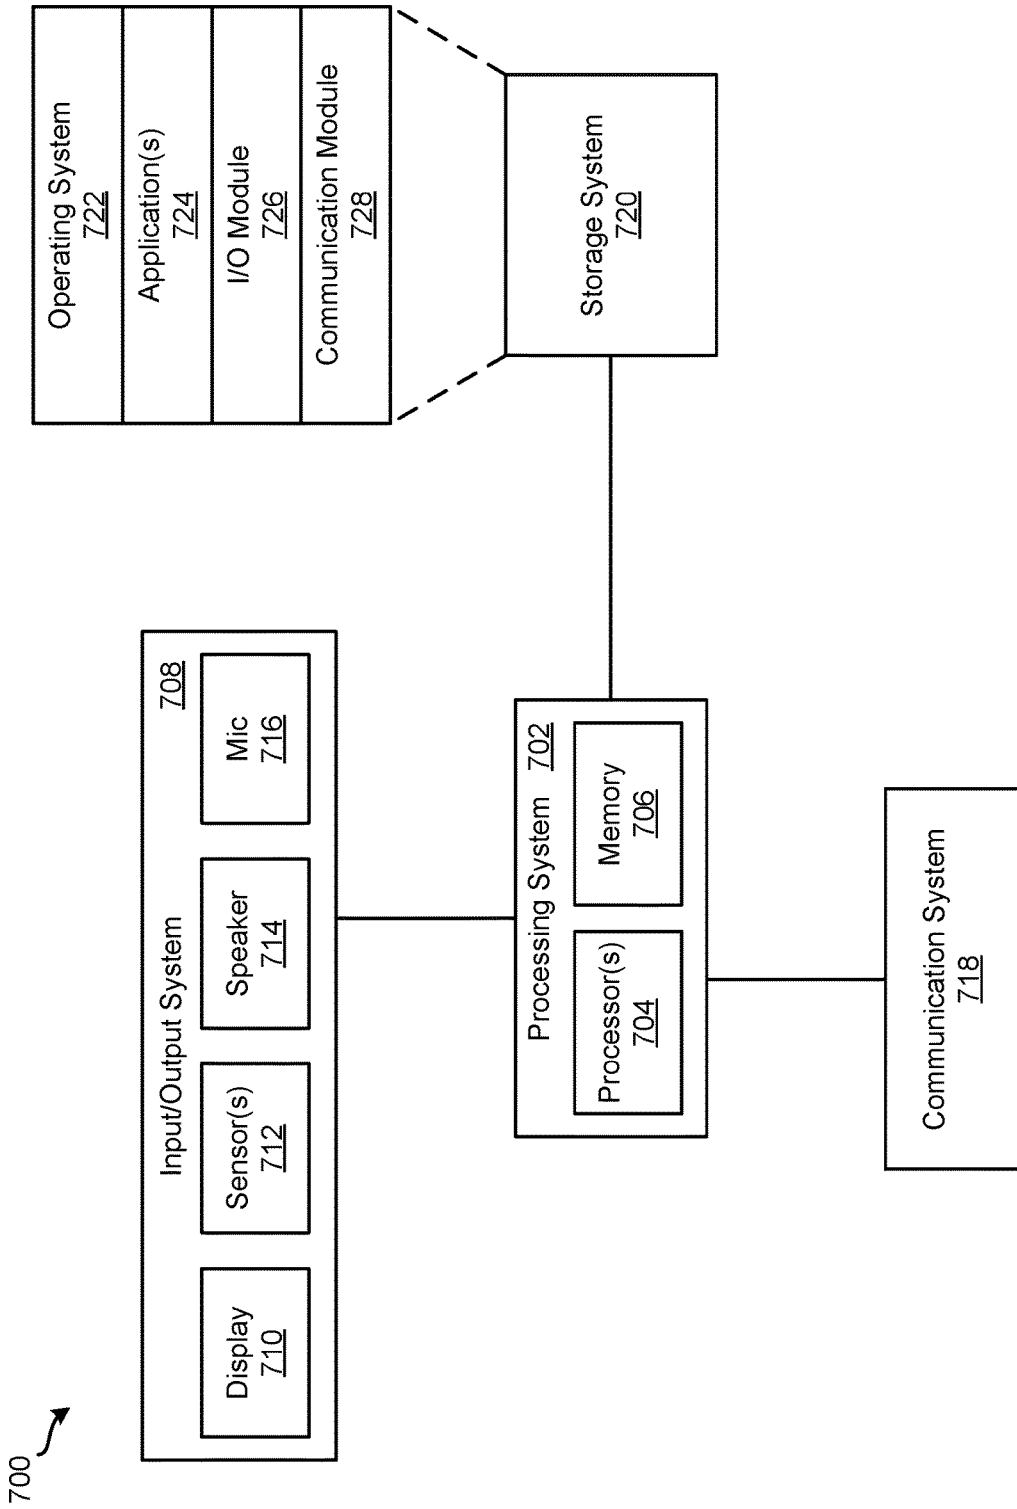 700
Input/Output System
708
Display
710
Sensor(s)
712
Speaker
714
Mic
716
Processing System
702
Processor(s)
704
Memory
706
Communication System
718
Operating System
722
Application(s)
724
I/O Module
726
Communication Module
728
Storage System
720